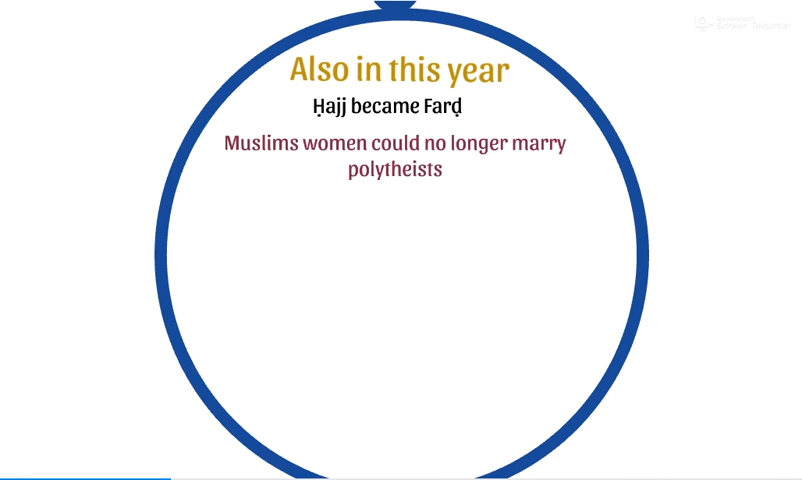 Also in this year
Ḥajj became Farḍ
Muslims women could no longer marry
polytheists